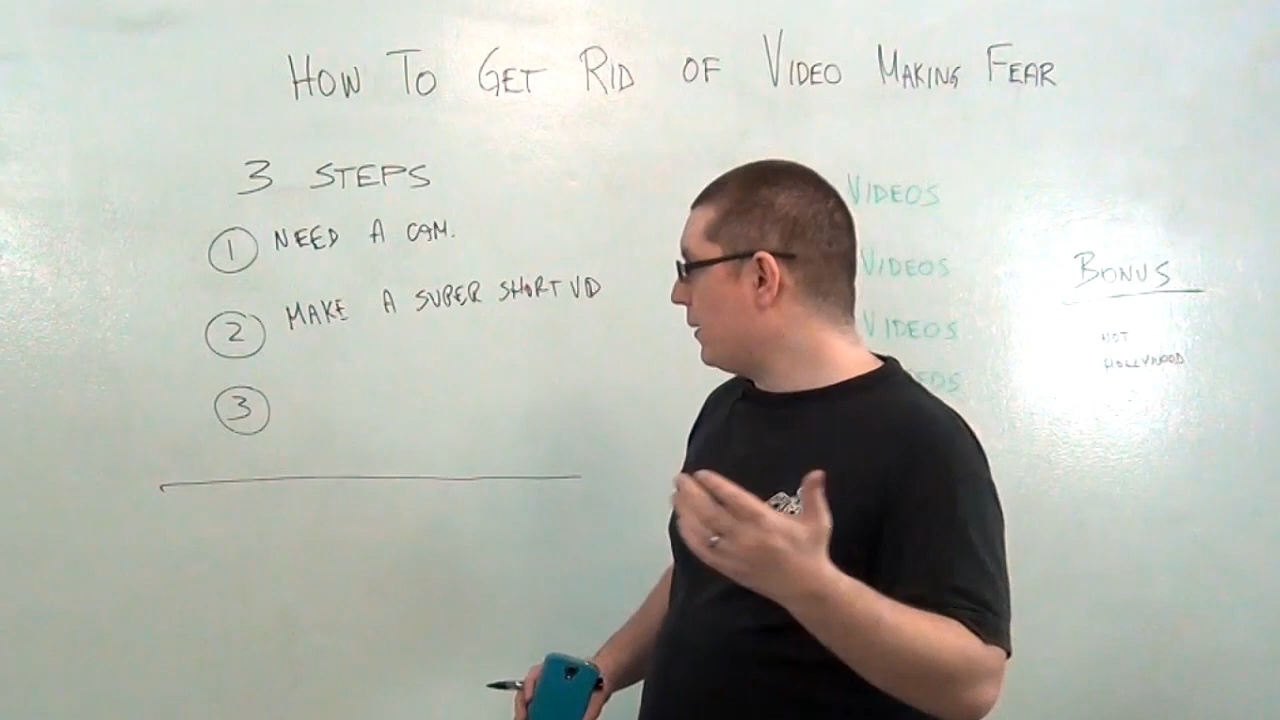 How To Get Rid of Video Making Fear
3 STEPS
1 NEED A CAM.
2 MAKE A SUPER SHORT VD
3
VIDEOS
VIDEOS
VIDEOS
BONUS
NOT
HOLLYWOOD